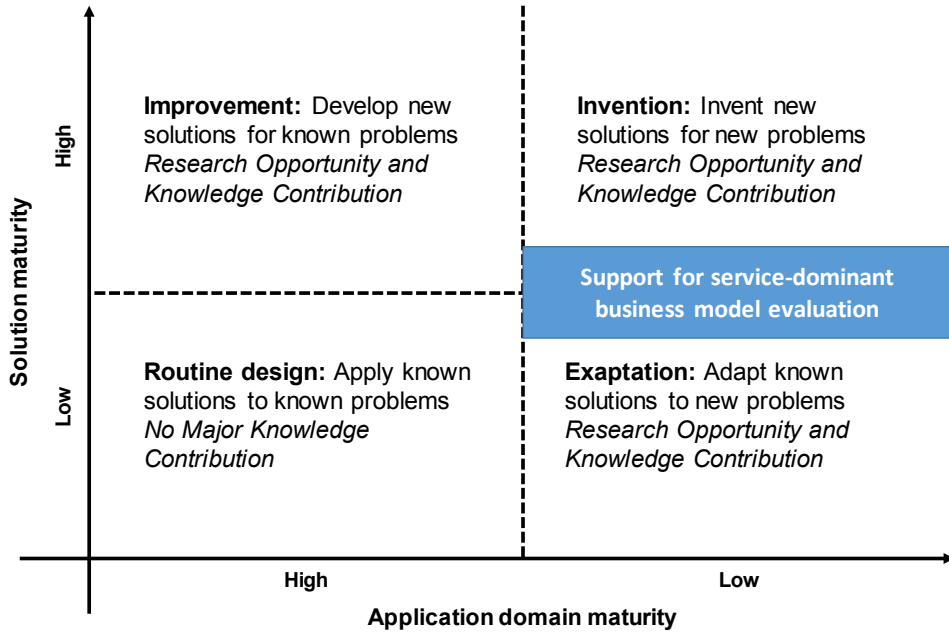 Solution maturity
High
Low
Improvement: Develop new
solutions for known problems
Research Opportunity and
Knowledge Contribution
Invention: Invent new
solutions for new problems
Research Opportunity and
Knowledge Contribution
Support for service-dominant
business model evaluation
Routine design: Apply known
solutions to known problems
No Major Knowledge
Contribution
Exaptation: Adapt known
solutions to new problems
Research Opportunity and
Knowledge Contribution
High
Low
Application domain maturity